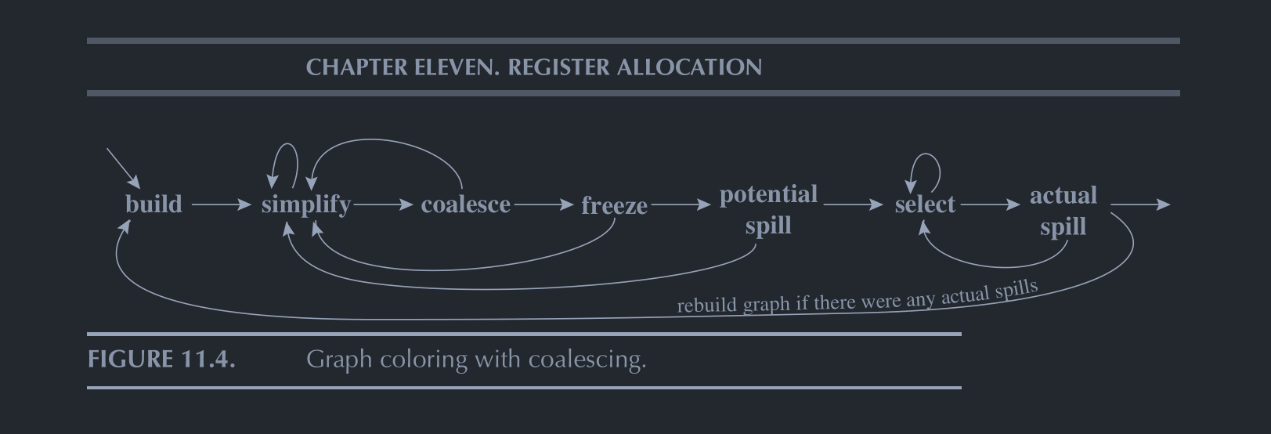 CHAPTER ELEVEN. REGISTER ALLOCATION
build simplify coalesce freeze potential spill select actual spill
rebuild graph if there were any actual spills
FIGURE 11.4. Graph coloring with coalescing.